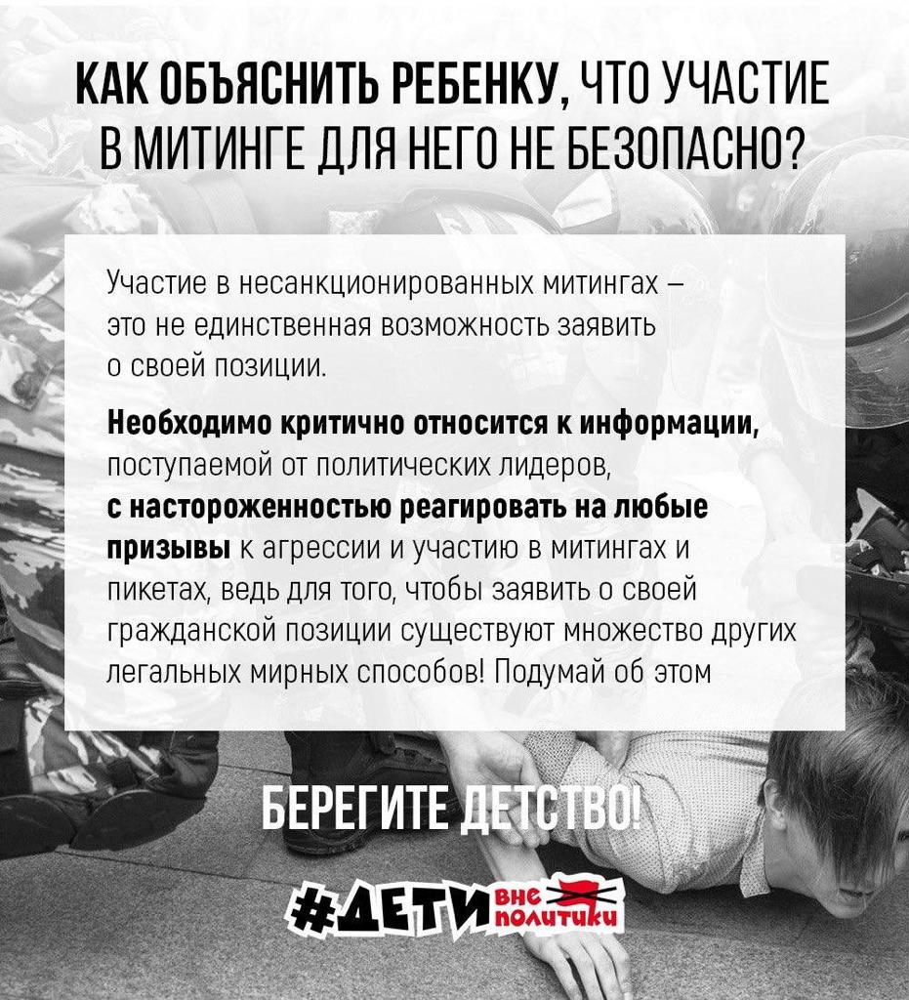 КАК ОБЪЯСНИТЬ РЕБЕНКУ, ЧТО УЧАСТИЕ
В МИТИНГЕ ДЛЯ НЕГО НЕ БЕЗОПАСНО?
Участие в несанкционированных митингах –
это не единственная возможность заявить
о своей позиции.
Необходимо критично относится к информации,
поступаемой от политических лидеров,
с настороженностью реагировать на любые
призывы к агрессии и участию в митингах и
пикетах, ведь для того, чтобы заявить о своей
гражданской позиции существуют множество других
легальных мирных способов! Подумай об этом
БЕРЕГИТЕ ДЕТСТВО!
#ДЕТИ ВНЕ
ПОЛИТИКИ